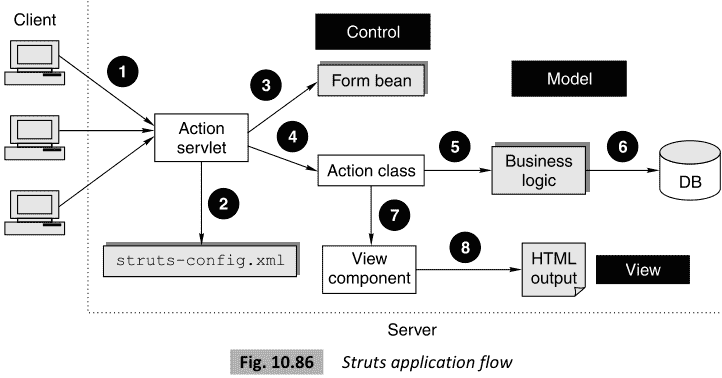 Client
Control
1
3
Form bean
Model
Action
servlet
4
5
6
Action class
Business
logic
DB
2
7
struts-config.xml
View
component
8
HTML
output
View
Server
Fig. 10.86 Struts application flow